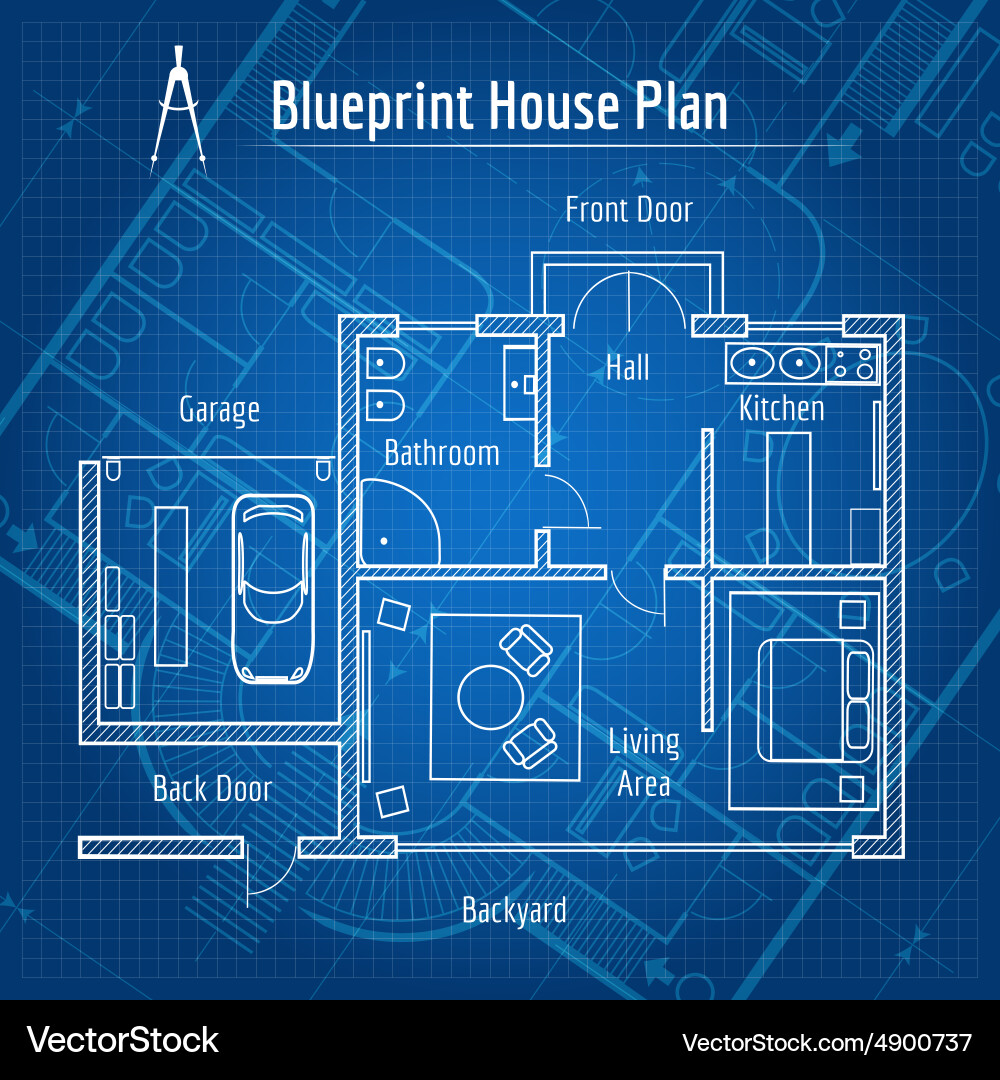 Blueprint House Plan
Front Door
Hall
Kitchen
Garage
Bathroom
Living
Area
Back Door
Backyard
VectorStock
VectorStock.com/4900737